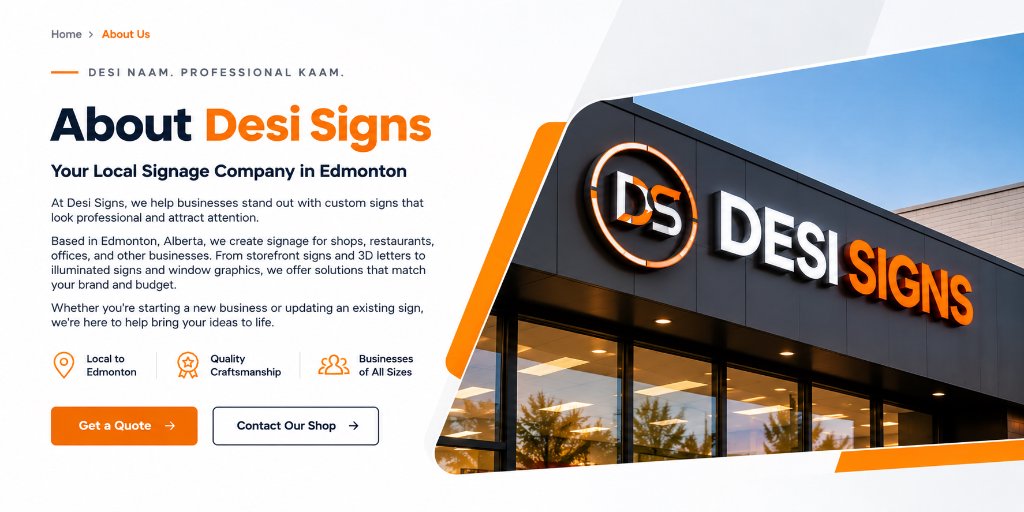 Home > About Us
DESI NAAM. PROFESSIONAL KAAM.
About Desi Signs
Your Local Signage Company in Edmonton
At Desi Signs, we help businesses stand out with custom signs that
look professional and attract attention.
Based in Edmonton, Alberta, we create signage for shops, restaurants,
offices, and other businesses. From storefront signs and 3D letters to
illuminated signs and window graphics, we offer solutions that match
your brand and budget.
Whether you're starting a new business or updating an existing sign,
we're here to help bring your ideas to life.
Local to
Edmonton
Quality
Craftsmanship
Businesses
of All Sizes
Get a Quote →
Contact Our Shop →
DS
DESI SIGNS